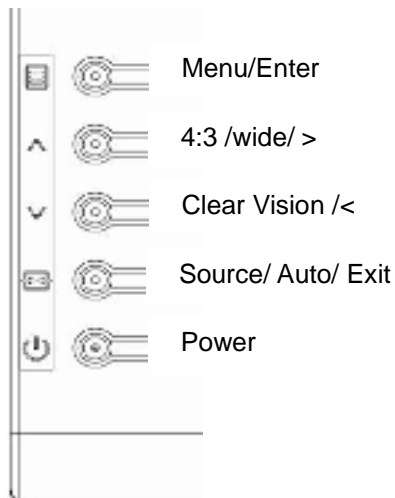 Menu/Enter
4:3 /wide/ >
Clear Vision /<
Source/ Auto/ Exit
Power